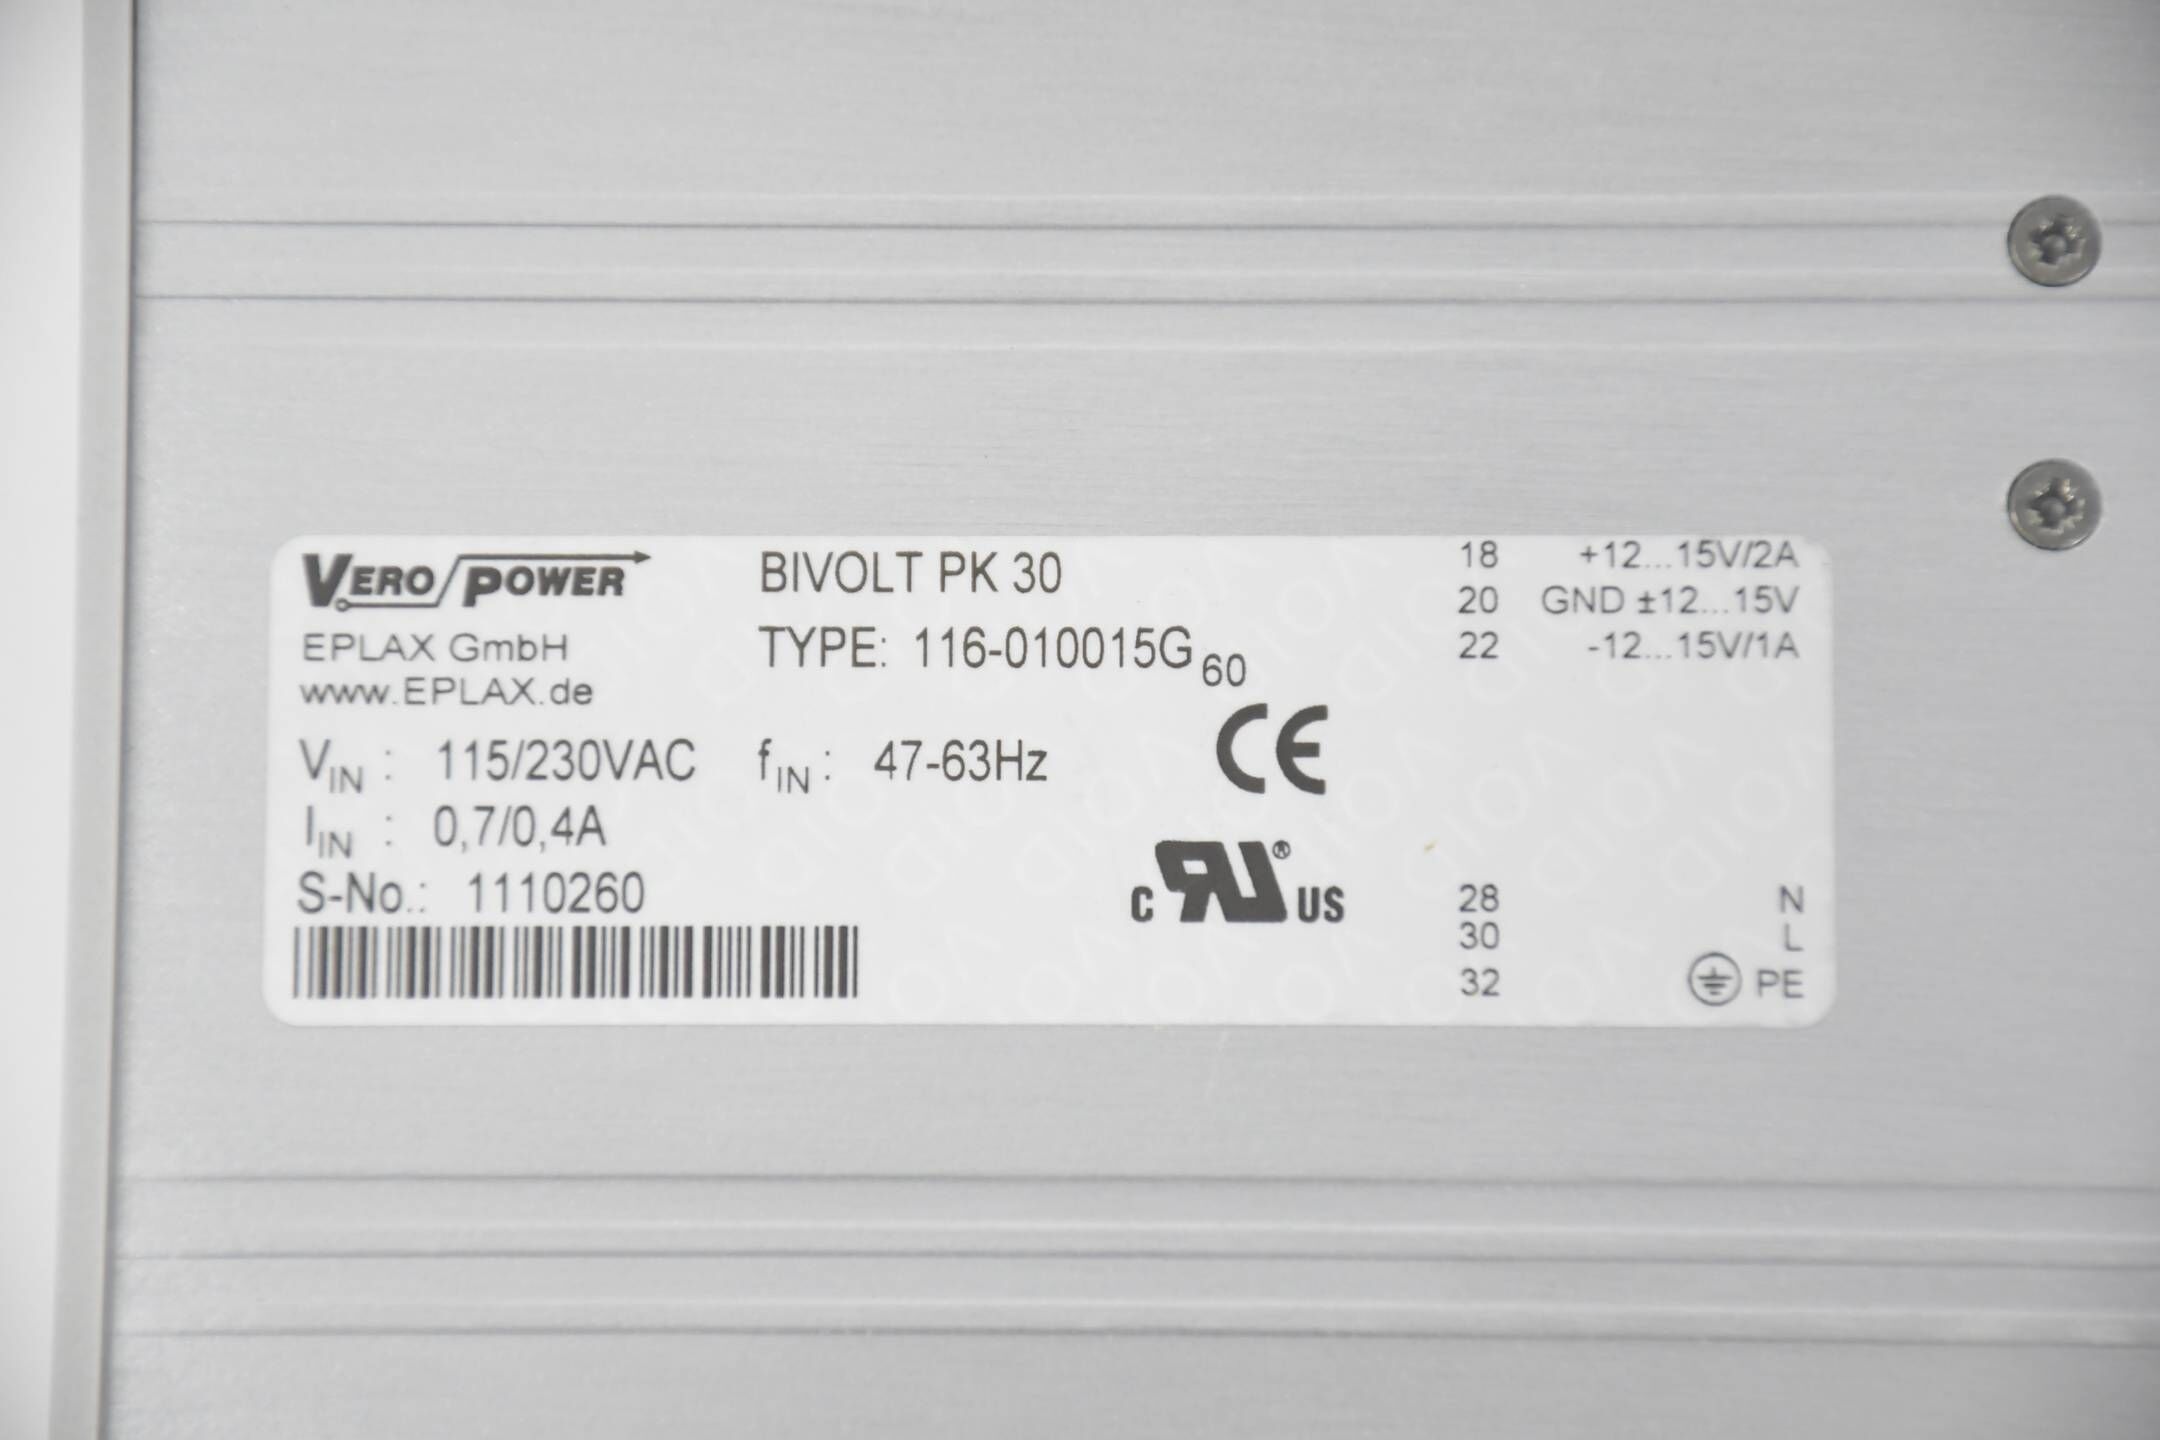 VERO POWER
EPLAX GmbH
www.EPLAX.de
BIVOLT PK 30
TYPE: 116-010015G 60
VIN : 115/230VAC fIN : 47-63Hz
IIN : 0,7/0,4A
S-No.: 1110260
CE
c RU ® US
18 +12...15V/2A
20 GND ±12...15V
22 -12...15V/1A
28 N
30 L
32 PE